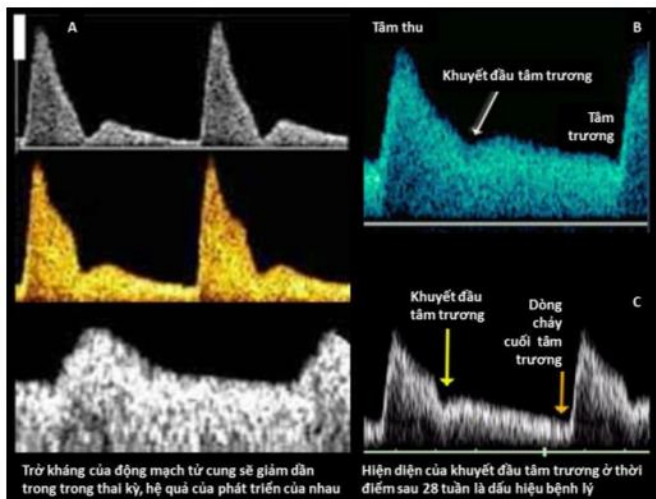 A
Trở kháng của động mạch tử cung sẽ giảm dần
trong trong thai kỳ, hệ quả của phát triển của nhau
Tâm thu
B
Khuyết đầu tâm trương
Tâm
trương
C
Khuyết đầu
tâm trương
Dòng
chảy
cuối tâm
trương
Hiện diện của khuyết đầu tâm trương ở thời
điểm sau 28 tuần là dấu hiệu bệnh lý